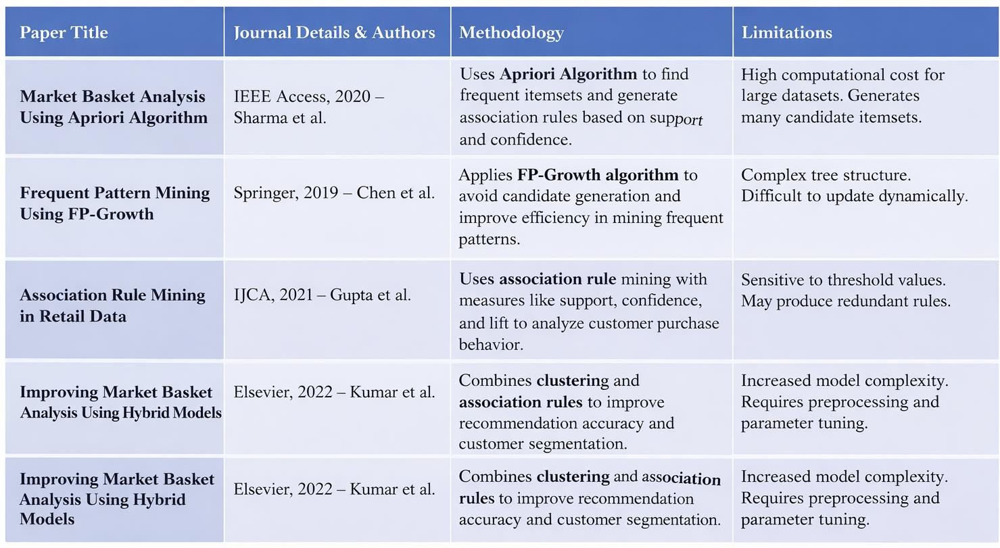 Paper Title
Journal Details & Authors
Methodology
Limitations
Market Basket Analysis
Using Apriori Algorithm
IEEE Access, 2020 –
Sharma et al.
Uses Apriori Algorithm to find
frequent itemsets and generate
association rules based on support
and confidence.
High computational cost for
large datasets. Generates
many candidate itemsets.
Frequent Pattern Mining
Using FP-Growth
Springer, 2019 – Chen et al.
Applies FP-Growth algorithm to
avoid candidate generation and
improve efficiency in mining frequent
patterns.
Complex tree structure.
Difficult to update dynamically.
Association Rule Mining
in Retail Data
IJCA, 2021 – Gupta et al.
Uses association rule mining with
measures like support, confidence,
and lift to analyze customer purchase
behavior.
Sensitive to threshold values.
May produce redundant rules.
Improving Market Basket
Analysis Using Hybrid Models
Elsevier, 2022 – Kumar et al.
Combines clustering and
association rules to improve
recommendation accuracy and
customer segmentation.
Increased model complexity.
Requires preprocessing and
parameter tuning.
Improving Market Basket
Analysis Using Hybrid
Models
Elsevier, 2022 – Kumar et al.
Combines clustering and association
rules to improve recommendation
accuracy and customer segmentation.
Increased model complexity.
Requires preprocessing and
parameter tuning.